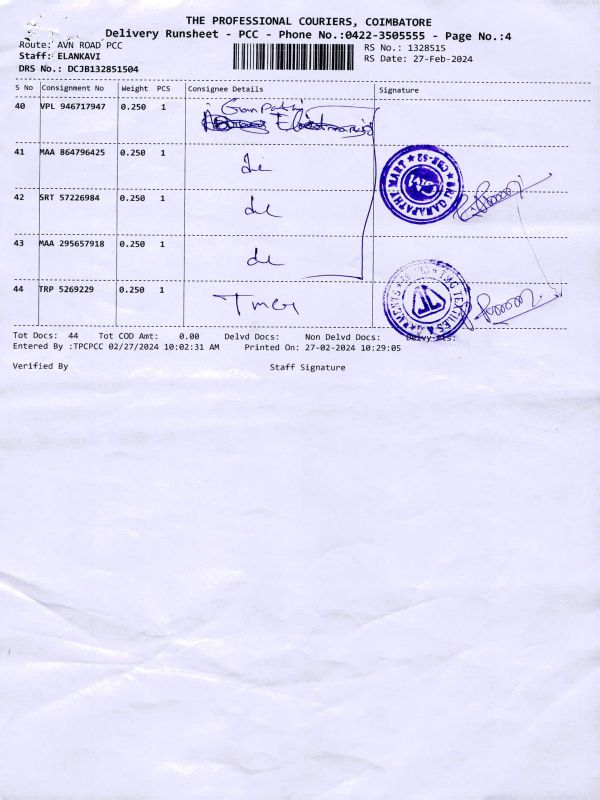 THE PROFESSIONAL COURIERS, COIMBATORE
Delivery Runsheet - PCC - Phone No.:0422-3505555 - Page No.:4
Route: AVN ROAD PCC
RS No.: 1328515
Staff: ELANKAVI
RS Date: 27-Feb-2024
DRS No.: DCJB132851504
S No Consignment No Weight PCS Consignee Details Signature
40 VPL 946717947 0.250 1
41 MAA 864796425 0.250 1
42 SRT 57226984 0.250 1
43 MAA 295657918 0.250 1
SRI GANAPATHY MART CBE-52
44 TRP 5269229 0.250 1
Tot Docs: 44 Tot COD Amt: 0.00 Delvd Docs: Non Delvd Docs:
Entered By :TPCPCC 02/27/2024 10:02:31 AM Printed On: 27-02-2024 10:29:05
Verified By Staff Signature